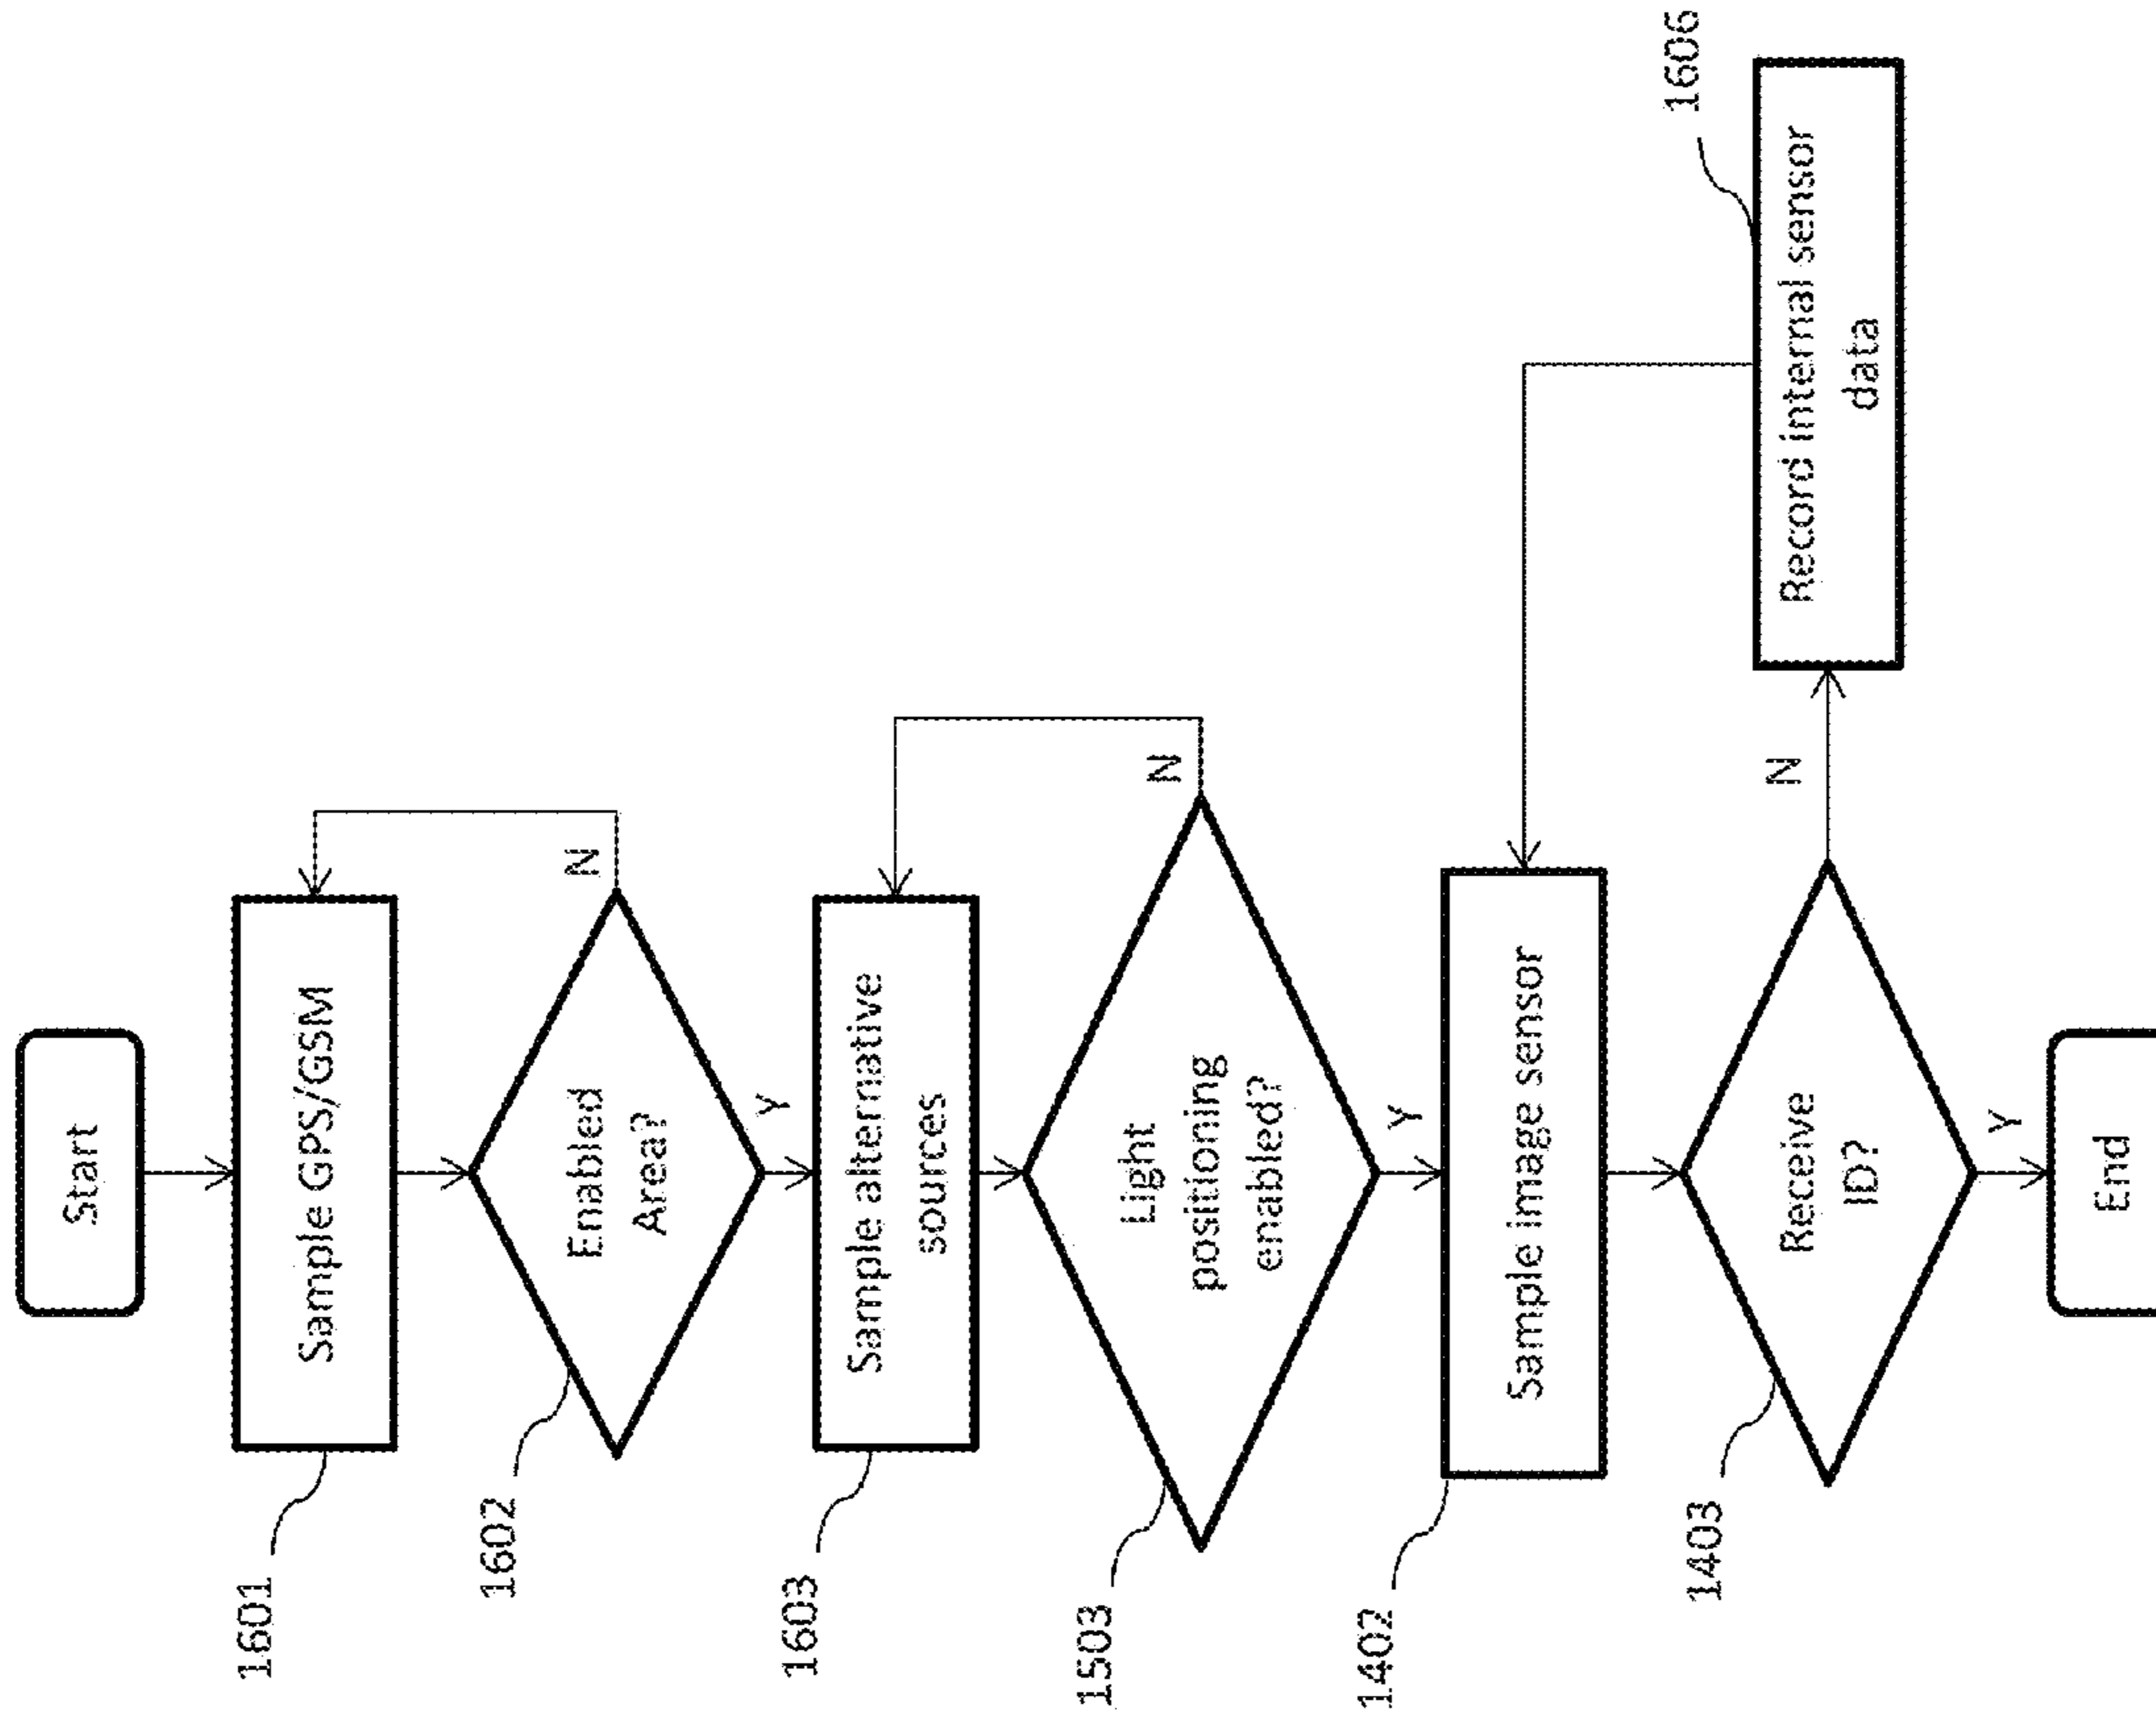 Start
1601
Sample GPS/GSM
1602
Enabled
Area?
N
Y
1603
Sample alternative
sources
1503
Light
positioning
enabled?
N
Y
1402
Sample image sensor
1403
Receive
ID?
N
1606
Record internal sensor
data
Y
End